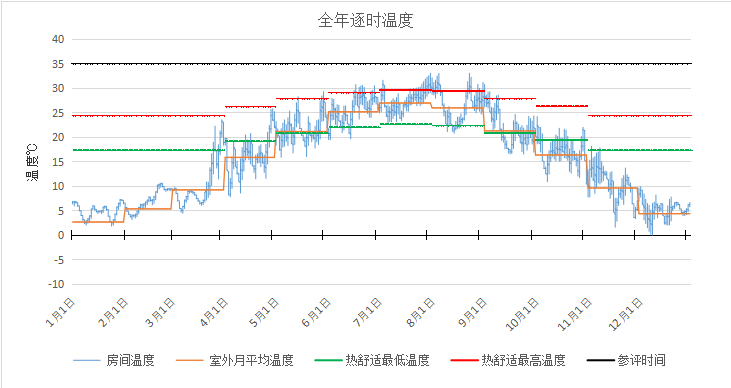 全年逐时温度
40
35
30
25
20
15
10
5
0
-5
-10
温度℃
1月1日
2月1日
3月1日
4月1日
5月1日
6月1日
7月1日
8月1日
9月1日
10月1日
11月1日
12月1日
房间温度 室外月平均温度 热舒适最低温度 热舒适最高温度 参评时间